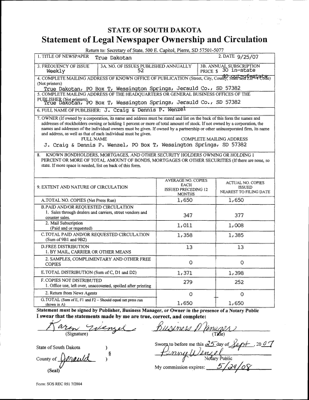 STATE OF SOUTH DAKOTA
Statement of Legal Newspaper Ownership and Circulation
Return to: Secretary of State, 500 E. Capitol, Pierre, SD 57501-5077
1. TITLE OF NEWSPAPER True Dakotan
2. DATE 9/25/07
3. FREQUENCY OF ISSUE Weekly
3A. NO. OF ISSUES PUBLISHED ANNUALLY 52
3B. ANNUAL SUBSCRIPTION PRICE $ 30 in-state
4. COMPLETE MAILING ADDRESS OF KNOWN OFFICE OF PUBLICATION (Street, City, County,
(Not printers)
True Dakotan, PO Box T, Wessington Springs, Jerauld Co., SD 57382
5. COMPLETE MAILING ADDRESS OF THE HEADQUARTERS OR GENERAL BUSINESS OFFICES OF THE
PUBLISHER (Not printers)
True Dakotan, PO Box T, Wessington Springs, Jerauld Co., SD 57382
6. FULL NAME OF PUBLISHER: J. Craig & Dennis P. Wenzel
7. OWNER (If owned by a corporation, its name and address must be stated and list on the back of this form the names and
addresses of stockholders owning or holding 1 percent or more of total amount of stock. If not owned by a corporation, the
names and addresses of the individual owners must be given. If owned by a partnership or other unincorporated firm, its name
and address, as well as that of each individual must be given.
FULL NAME COMPLETE MAILING ADDRESS
J. Craig & Dennis P. Wenzel, PO Box T, Wessington Springs, SD 57382
8. KNOWN BONDHOLDERS, MORTGAGES, AND OTHER SECURITY HOLDERS OWNING OR HOLDING 1
PERCENT OR MORE OF TOTAL AMOUNT OF BONDS, MORTGAGES OR OTHER SECURITIES (If there are none, so
state. If more space is needed, list on back of this form.
9. EXTENT AND NATURE OF CIRCULATION
AVERAGE NO. COPIES
EACH
ISSUED PRECEDING 12
MONTHS
ACTUAL NO. COPIES
ISSUED
NEAREST TO FILING DATE
A. TOTAL NO. COPIES (Net Press Run) 1,650 1,650
B. PAID AND/OR REQUESTED CIRCULATION
1. Sales through dealers and carriers, street vendors and
counter sales. 347 377
2. Mail Subscription
(Paid and or requested) 1,011 1,008
C. TOTAL PAID AND/OR REQUESTED CIRCULATION
(Sum of 9B1 and 9B2) 1,358 1,385
D. FREE DISTRIBUTION
1. BY MAIL, CARRIER OR OTHER MEANS 13 13
2. SAMPLES, COMPLIMENTARY AND OTHER FREE
COPIES 0 0
E. TOTAL DISTRIBUTION (Sum of C, D1 and D2) 1,371 1,398
F. COPIES NOT DISTRIBUTED
1. Office use, left over, unaccounted, spoiled after printing 279 252
2. Return from News Agents 0 0
G. TOTAL (Sum of E, F1 and F2 - Should equal net press run
shown in A) 1,650 1,650
Statement must be signed by Publisher, Business Manager, or Owner in the presence of a Notary Public
I swear that the statements made by me are true, correct, and complete:
Karen Wenzel Business Manager
(Signature) (Title)
State of South Dakota )
§
County of Jerauld )
(Seal)
Sworn to before me this 25 day of Sept 2007
Penny Wenzel
Notary Public
My commission expires: 5/29/08
Form: SOS REC 051 7/2004